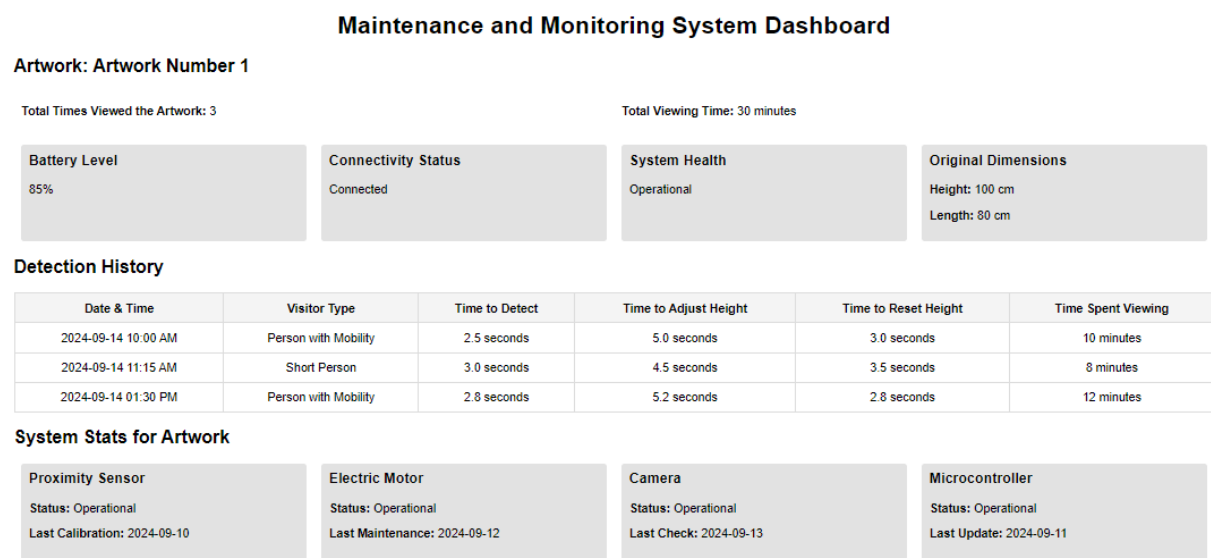 Maintenance and Monitoring System Dashboard
Artwork: Artwork Number 1
Total Times Viewed the Artwork: 3
Total Viewing Time: 30 minutes
Battery Level
85%
Connectivity Status
Connected
System Health
Operational
Original Dimensions
Height: 100 cm
Length: 80 cm
Detection History
Date & Time Visitor Type Time to Detect Time to Adjust Height Time to Reset Height Time Spent Viewing
2024-09-14 10:00 AM Person with Mobility 2.5 seconds 5.0 seconds 3.0 seconds 10 minutes
2024-09-14 11:15 AM Short Person 3.0 seconds 4.5 seconds 3.5 seconds 8 minutes
2024-09-14 01:30 PM Person with Mobility 2.8 seconds 5.2 seconds 2.8 seconds 12 minutes
System Stats for Artwork
Proximity Sensor
Status: Operational
Last Calibration: 2024-09-10
Electric Motor
Status: Operational
Last Maintenance: 2024-09-12
Camera
Status: Operational
Last Check: 2024-09-13
Microcontroller
Status: Operational
Last Update: 2024-09-11